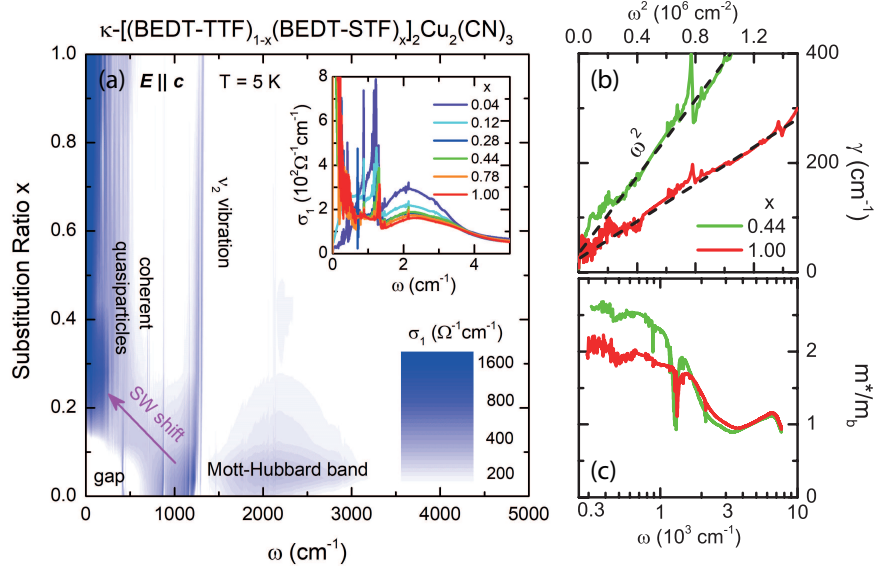 κ-[(BEDT-TTF)₁₋ₓ(BEDT-STF)ₓ]₂Cu₂(CN)₃
(a)
E || c
T = 5 K
Substitution Ratio x
1.0
0.8
0.6
0.4
0.2
0.0
0
1000
2000
3000
4000
5000
ω (cm⁻¹)
quasiparticles
coherent
ν₂ vibration
SW shift
gap
Mott-Hubbard band
σ₁ (Ω⁻¹cm⁻¹)
1600
800
400
200
σ₁ (10²Ω⁻¹cm⁻¹)
8
6
4
2
0
0
2
4
ω (cm⁻¹)
x
0.04
0.12
0.28
0.44
0.78
1.00
ω² (10⁶ cm⁻²)
0.0
0.4
0.8
1.2
(b)
ω²
x
0.44
1.00
400
200
0
γ (cm⁻¹)
(c)
2
1
0
m*/m_b
0.3
1
10
ω (10³ cm⁻¹)